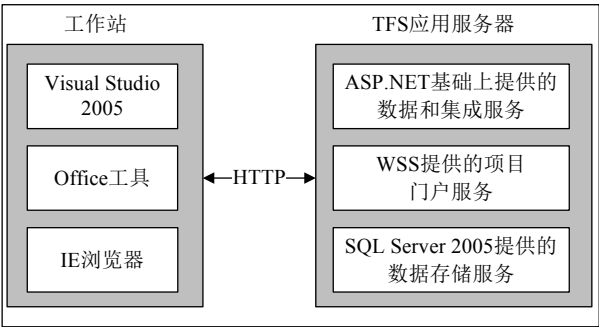 工作站
Visual Studio
2005
Office工具
IE浏览器
HTTP
TFS应用服务器
ASP.NET基础上提供的
数据和集成服务
WSS提供的项目
门户服务
SQL Server 2005提供的
数据存储服务